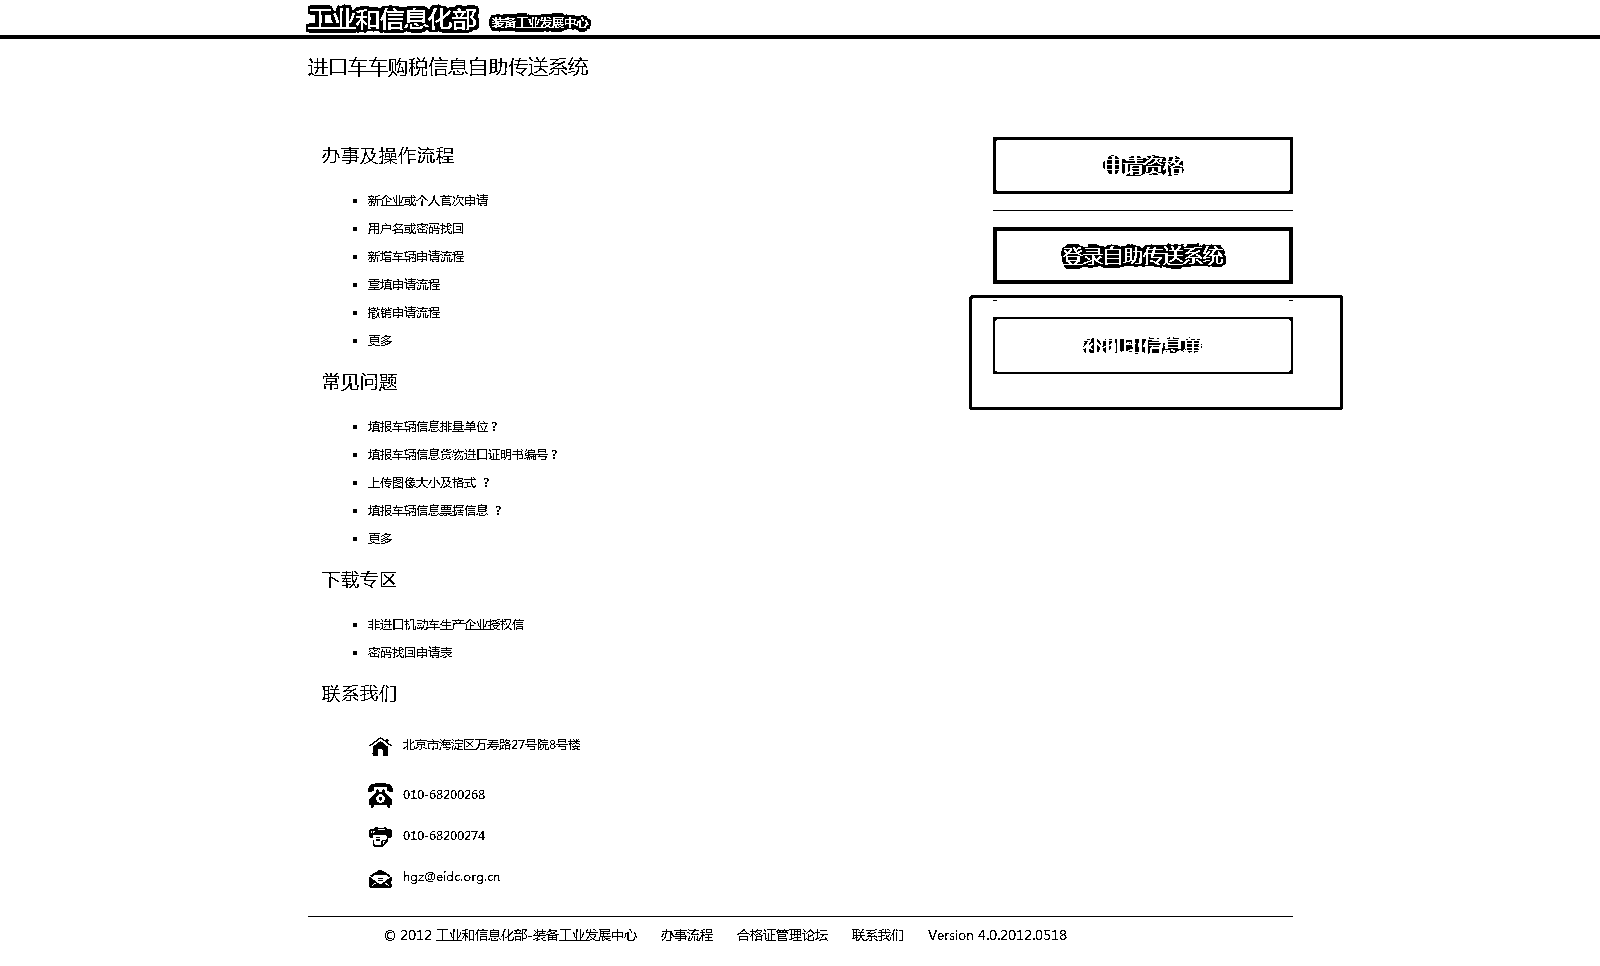 工业和信息化部 装备工业发展中心
进口车车购税信息自助传送系统
办事及操作流程
新企业或个人首次申请
用户名或密码找回
新增车辆申请流程
重填申请流程
撤销申请流程
更多
常见问题
填报车辆信息排量单位？
填报车辆信息货物进口证明书编号？
上传图像大小及格式 ？
填报车辆信息票据信息 ？
更多
下载专区
非进口机动车生产企业授权信
密码找回申请表
联系我们
北京市海淀区万寿路27号院8号楼
010-68200268
010-68200274
hgz@eidc.org.cn
申请资格
登录自助传送系统
信息单
© 2012 工业和信息化部-装备工业发展中心 办事流程 合格证管理论坛 联系我们 Version 4.0.2012.0518